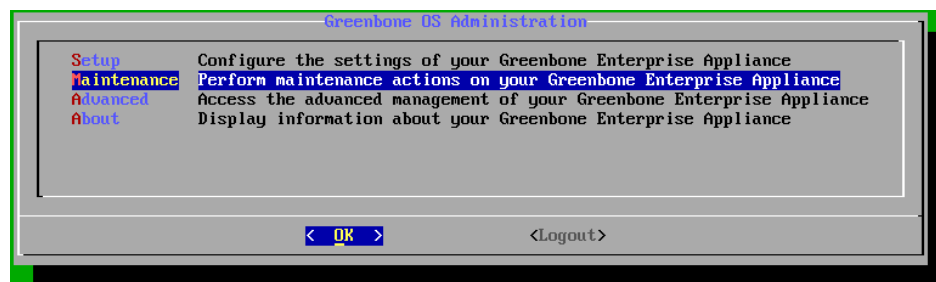 Greenbone OS Administration
Setup Configure the settings of your Greenbone Enterprise Appliance
Maintenance Perform maintenance actions on your Greenbone Enterprise Appliance
Advanced Access the advanced management of your Greenbone Enterprise Appliance
About Display information about your Greenbone Enterprise Appliance
< OK > <Logout>